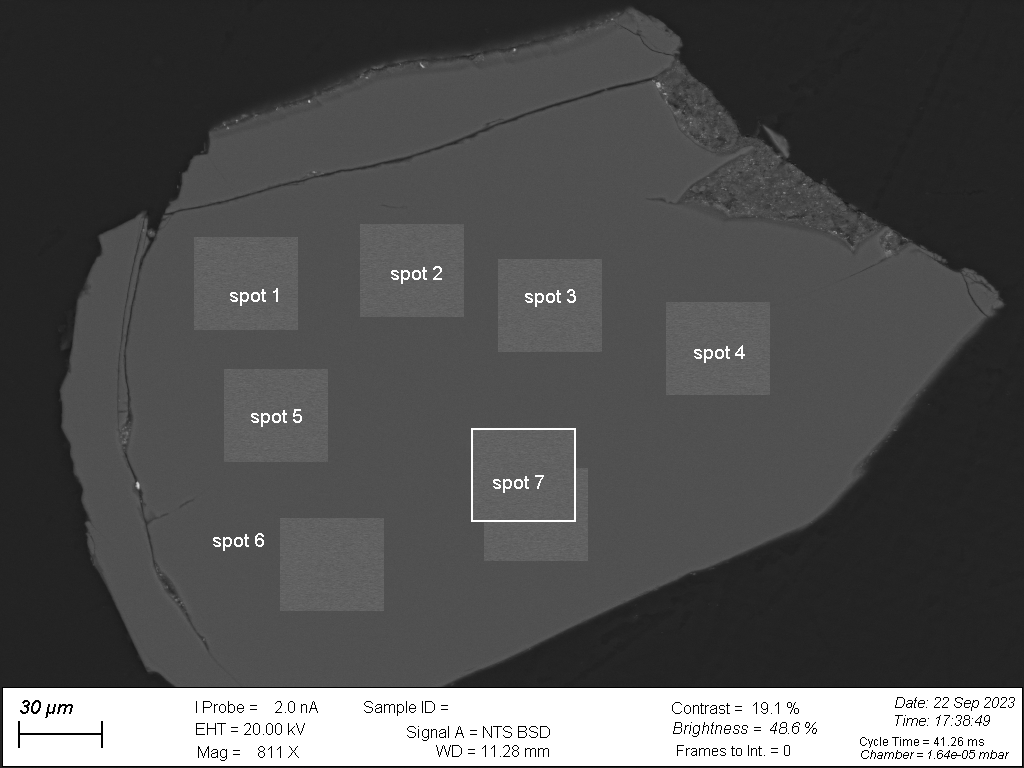 spot 1
spot 2
spot 3
spot 4
spot 5
spot 7
spot 6
30 µm
I Probe = 2.0 nA
EHT = 20.00 kV
Mag = 811 X
Sample ID =
Signal A = NTS BSD
WD = 11.28 mm
Contrast = 19.1 %
Brightness = 48.6 %
Frames to Int. = 0
Date: 22 Sep 2023
Time: 17:38:49
Cycle Time = 41.26 ms
Chamber = 1.64e-05 mbar